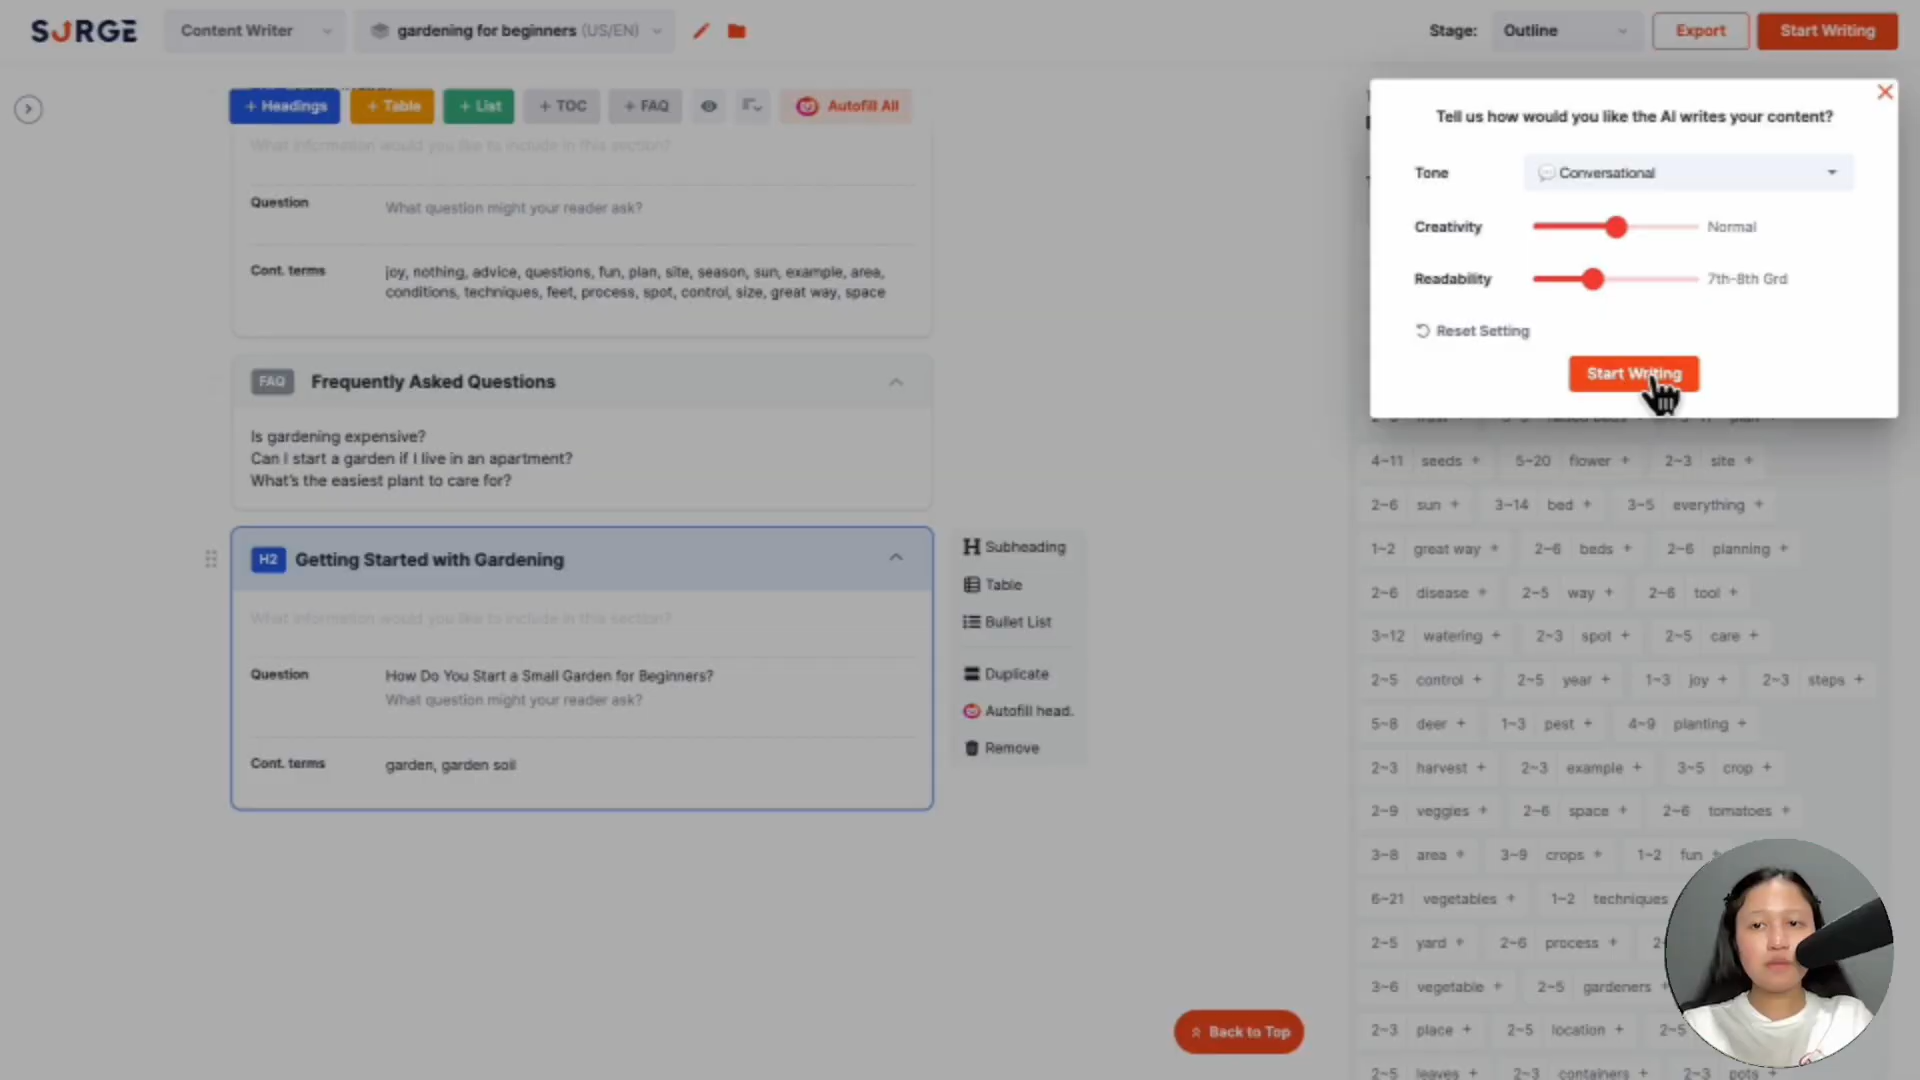 SURGE
Content Writer
gardening for beginners (US/EN)
Stage:
Outline
Export
Start Writing
+ Headings
+ Table
+ List
+ TOC
+ FAQ
Autofill All
What information would you like to include in this section?
Question
What question might your reader ask?
Cont. terms
joy, nothing, advice, questions, fun, plan, site, season, sun, example, area,
conditions, techniques, feet, process, spot, control, size, great way, space
FAQ
Frequently Asked Questions
Is gardening expensive?
Can I start a garden if I live in an apartment?
What's the easiest plant to care for?
H2
Getting Started with Gardening
What information would you like to include in this section?
Question
How Do You Start a Small Garden for Beginners?
What question might your reader ask?
Cont. terms
garden, garden soil
Subheading
Table
Bullet List
Duplicate
Autofill head.
Remove
Back to Top
Tell us how would you like the AI writes your content?
Tone
Conversational
Creativity
Normal
Readability
7th-8th Grd
Reset Setting
Start Writing
4~11 seeds + 5~20 flower + 2~3 site +
2~6 sun + 3~14 bed + 3~5 everything +
1~2 great way + 2~6 beds + 2~6 planning +
2~6 disease + 2~5 way + 2~6 tool +
3~12 watering + 2~3 spot + 2~5 care +
2~5 control + 2~5 year + 1~3 joy + 2~3 steps +
5~8 deer + 1~3 pest + 4~9 planting +
2~3 harvest + 2~3 example + 3~5 crop +
2~9 veggies + 2~6 space + 2~6 tomatoes +
3~8 area + 3~9 crops + 1~2 fun +
6~21 vegetables + 1~2 techniques
2~5 yard + 2~6 process +
3~6 vegetable + 2~5 gardeners +
2~3 place + 2~5 location + 2~5
2~5 leaves + 2~3 containers + 2~3 pots +